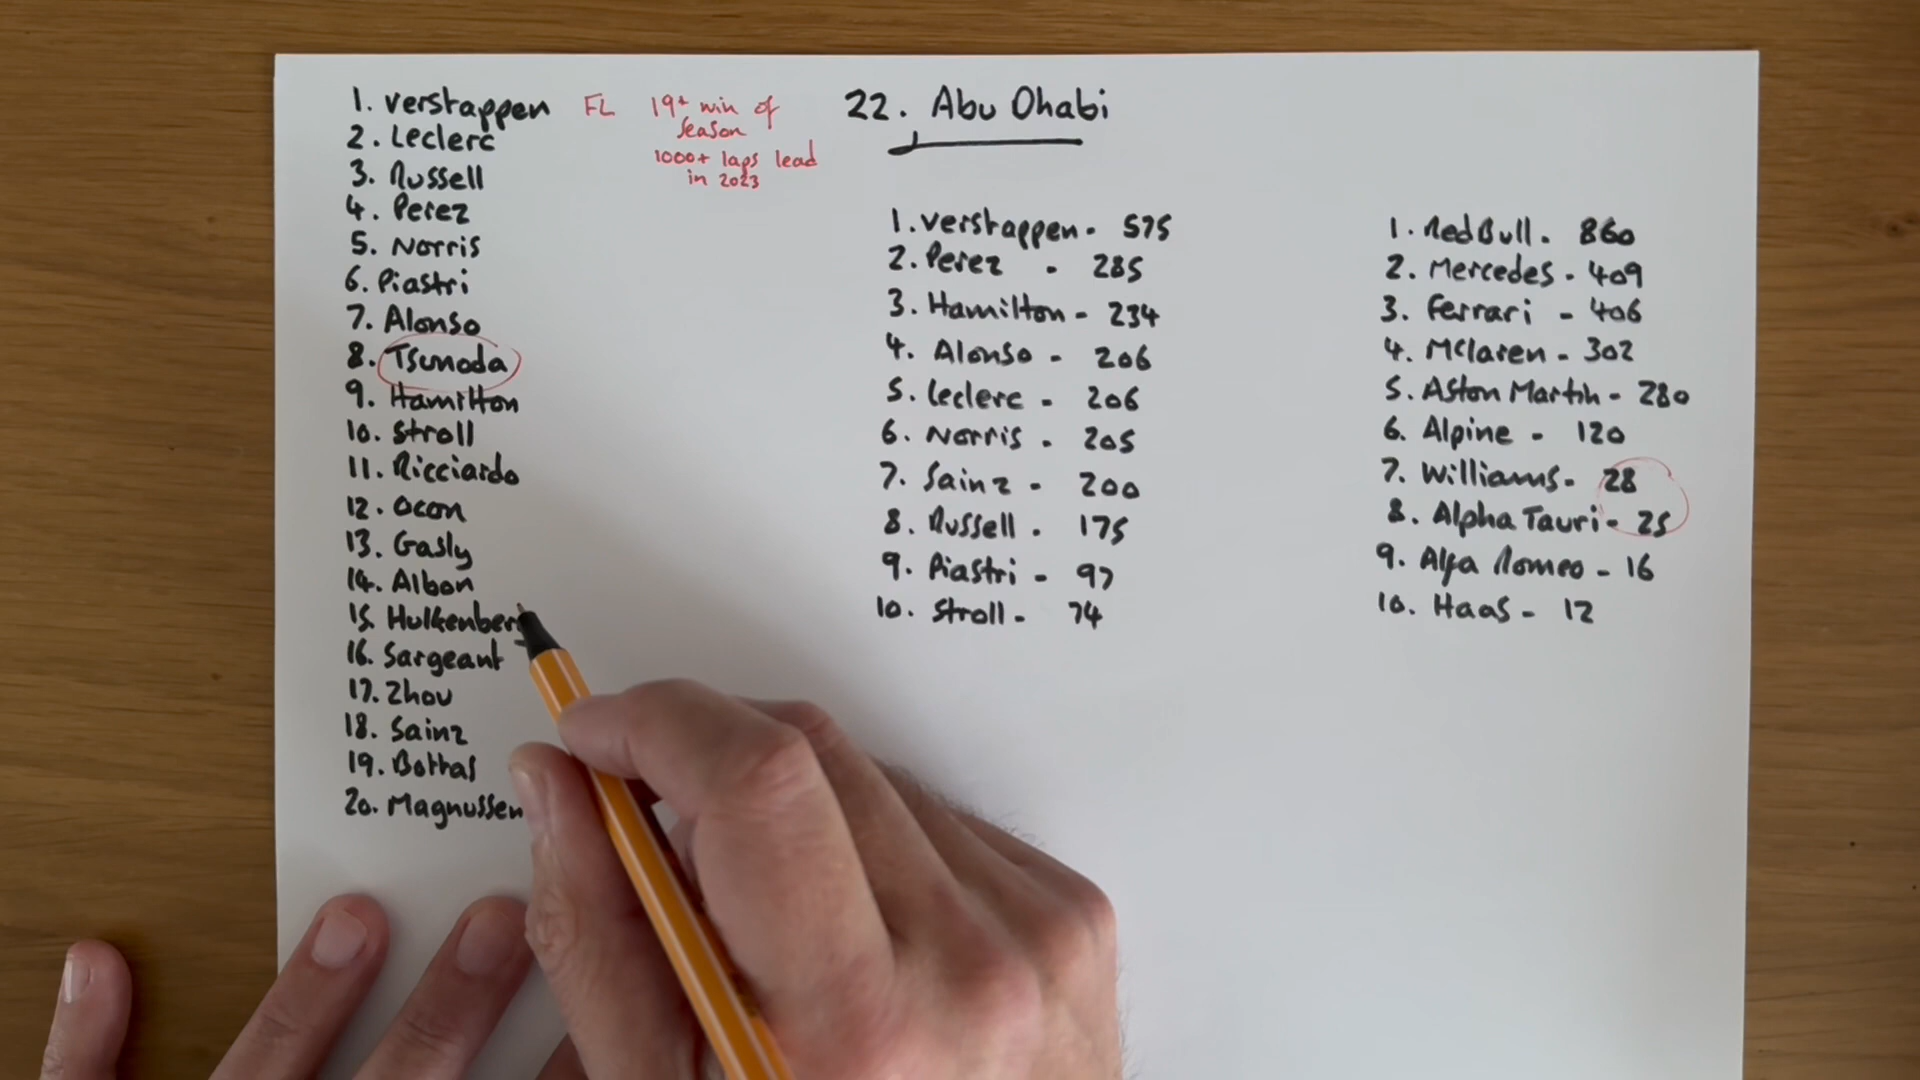 1. Verstappen FL 19th win of
season
1000+ laps lead
in 2023
2. Leclerc
3. Russell
4. Perez
5. Norris
6. Piastri
7. Alonso
8. Tsunoda
9. Hamilton
10. Stroll
11. Ricciardo
12. Ocon
13. Gasly
14. Albon
15. Hulkenberg
16. Sargeant
17. Zhou
18. Sainz
19. Bottas
20. Magnussen
22. Abu Dhabi
1. Verstappen - 575
2. Perez - 285
3. Hamilton - 234
4. Alonso - 206
5. Leclerc - 206
6. Norris - 205
7. Sainz - 200
8. Russell - 175
9. Piastri - 97
10. Stroll - 74
1. Red Bull - 860
2. Mercedes - 409
3. Ferrari - 406
4. Mclaren - 302
5. Aston Martin - 280
6. Alpine - 120
7. Williams - 28
8. Alpha Tauri - 25
9. Alfa Romeo - 16
10. Haas - 12